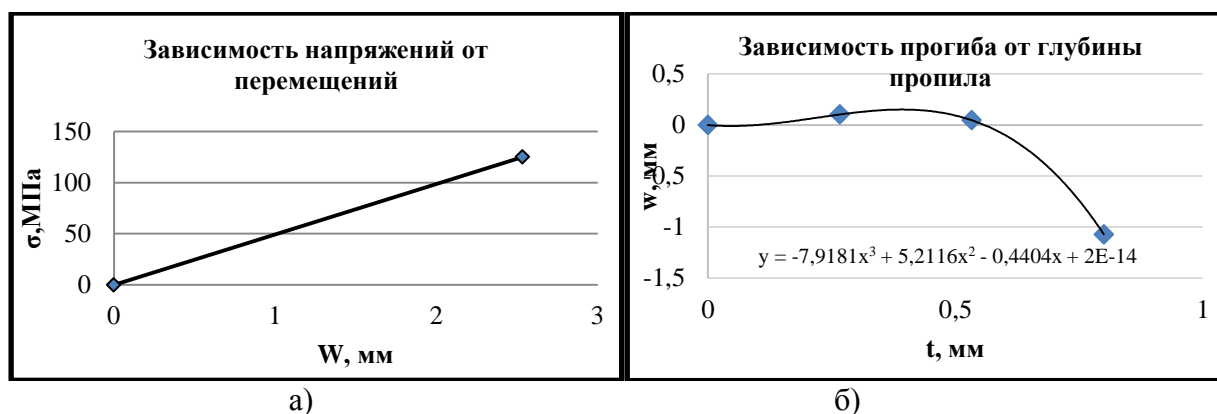 Зависимость напряжений от
перемещений
150
100
50
0
0 1 2 3
σ,МПа
W, мм
а)
Зависимость прогиба от глубины
пропила
0,5
0
-0,5
-1
-1,5
0 0,5 1
w, мм
y = -7,9181x³ + 5,2116x² - 0,4404x + 2E-14
t, мм
б)